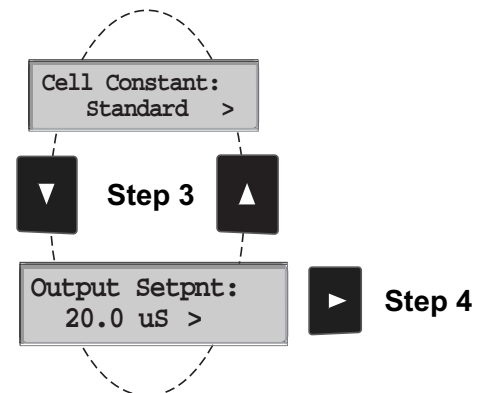 Cell Constant:
Standard >
Step 3
Output Setpnt:
20.0 uS >
Step 4